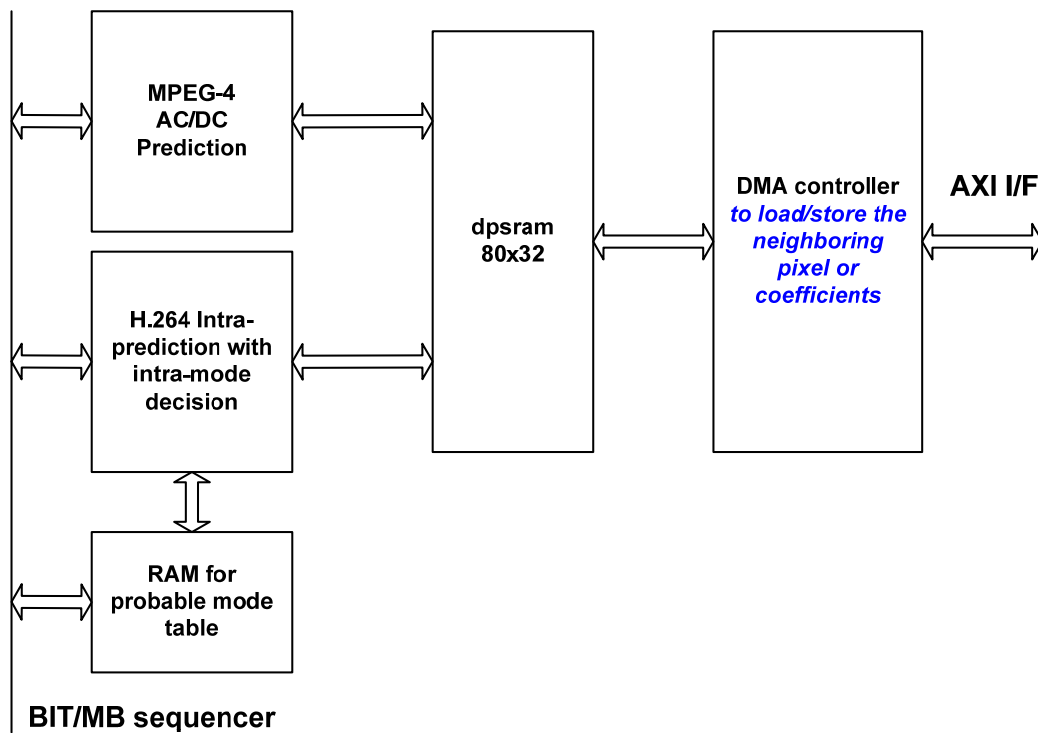 MPEG-4
AC/DC
Prediction
H.264 Intra-
prediction with
intra-mode
decision
RAM for
probable mode
table
BIT/MB sequencer
dpsram
80x32
DMA controller
to load/store the
neighboring
pixel or
coefficients
AXI I/F